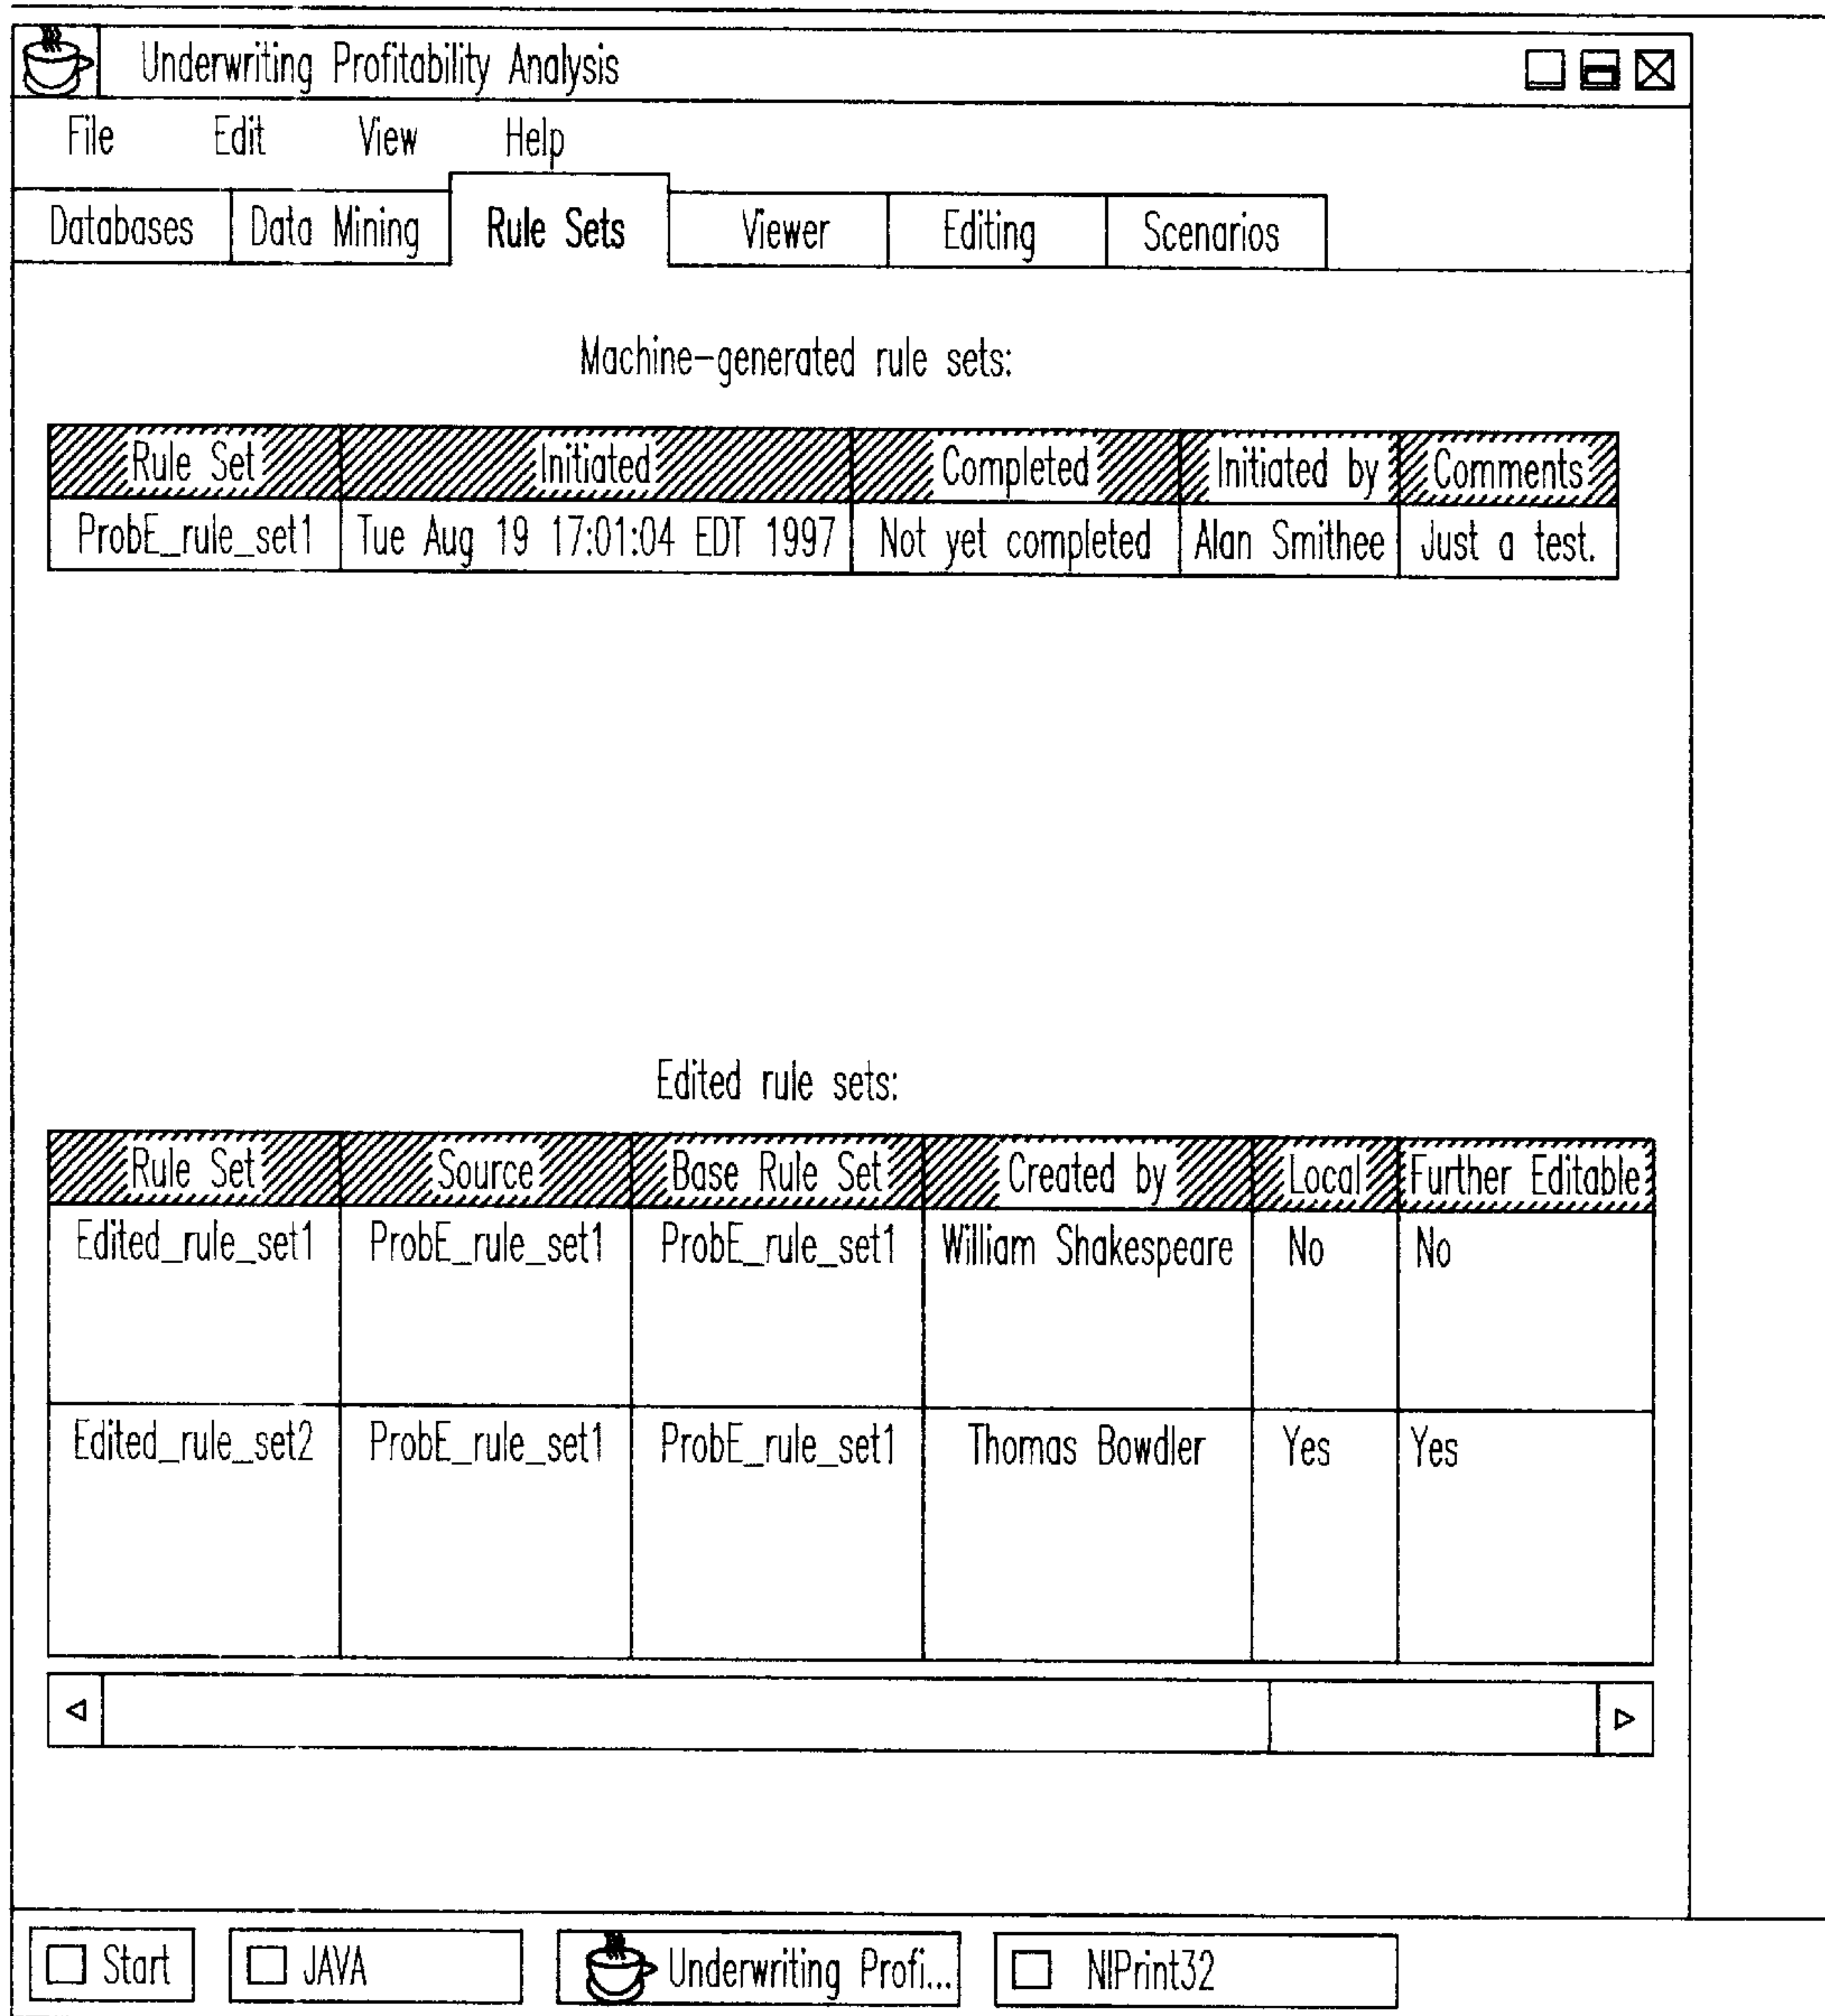 Underwriting Profitability Analysis
File Edit View Help
Databases Data Mining Rule Sets Viewer Editing Scenarios
Machine-generated rule sets:
Rule Set Initiated Completed Initiated by Comments
ProbE_rule_set1 Tue Aug 19 17:01:04 EDT 1997 Not yet completed Alan Smithee Just a test.
Edited rule sets:
Rule Set Source Base Rule Set Created by Local Further Editable
Edited_rule_set1 ProbE_rule_set1 ProbE_rule_set1 William Shakespeare No No
Edited_rule_set2 ProbE_rule_set1 ProbE_rule_set1 Thomas Bowdler Yes Yes
Start JAVA Underwriting Profi... NIPrint32